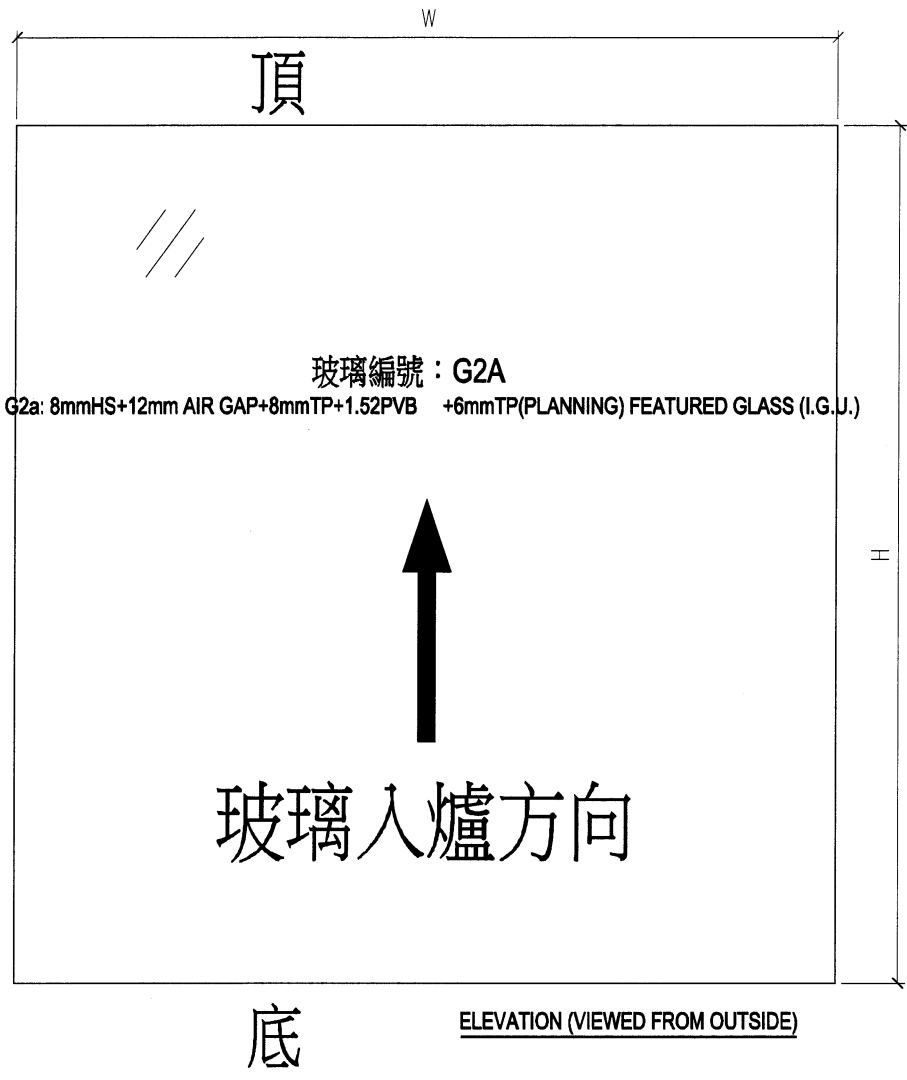 W
頂
玻璃編號：G2A
G2a: 8mmHS+12mm AIR GAP+8mmTP+1.52PVB +6mmTP(PLANNING) FEATURED GLASS (I.G.U.)
H
玻璃入爐方向
底
ELEVATION (VIEWED FROM OUTSIDE)